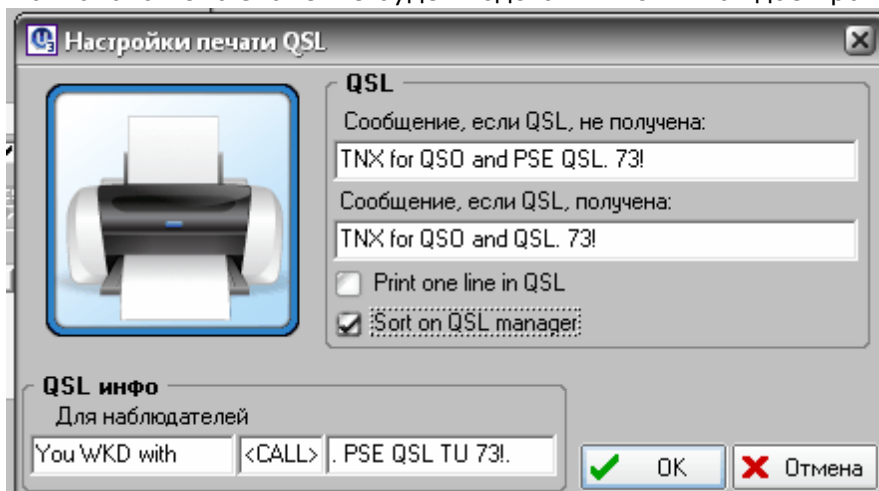 Настройки печати QSL
QSL
Сообщение, если QSL, не получена:
TNX for QSO and PSE QSL. 73!
Сообщение, если QSL, получена:
TNX for QSO and QSL. 73!
Print one line in QSL
Sort on QSL manager
QSL инфо
Для наблюдателей
You WKD with <CALL> . PSE QSL TU 73!.
OK Отмена